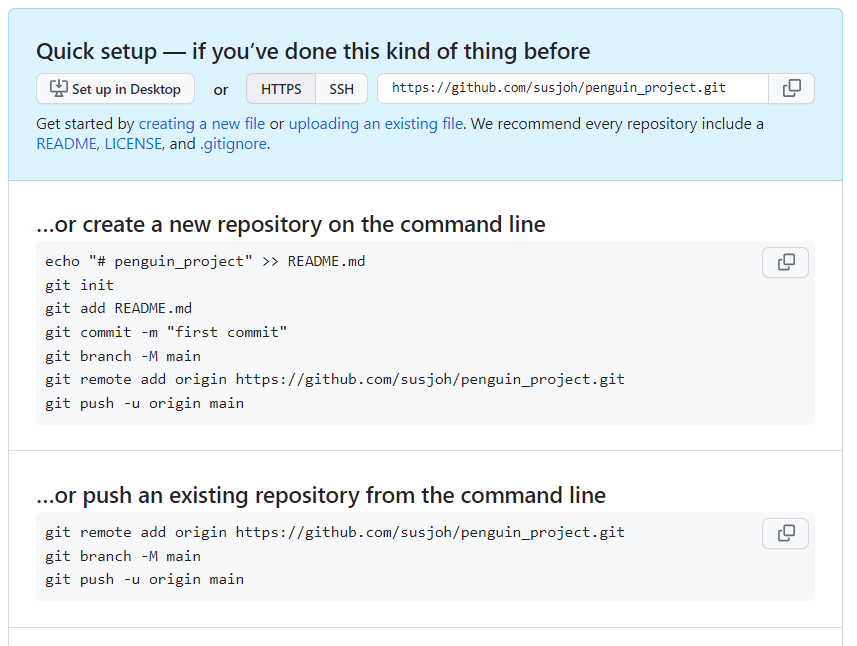 Quick setup — if you’ve done this kind of thing before
Set up in Desktop or HTTPS SSH https://github.com/susjoh/penguin_project.git
Get started by creating a new file or uploading an existing file. We recommend every repository include a
README, LICENSE, and .gitignore.
…or create a new repository on the command line
echo "# penguin_project" >> README.md
git init
git add README.md
git commit -m "first commit"
git branch -M main
git remote add origin https://github.com/susjoh/penguin_project.git
git push -u origin main
…or push an existing repository from the command line
git remote add origin https://github.com/susjoh/penguin_project.git
git branch -M main
git push -u origin main